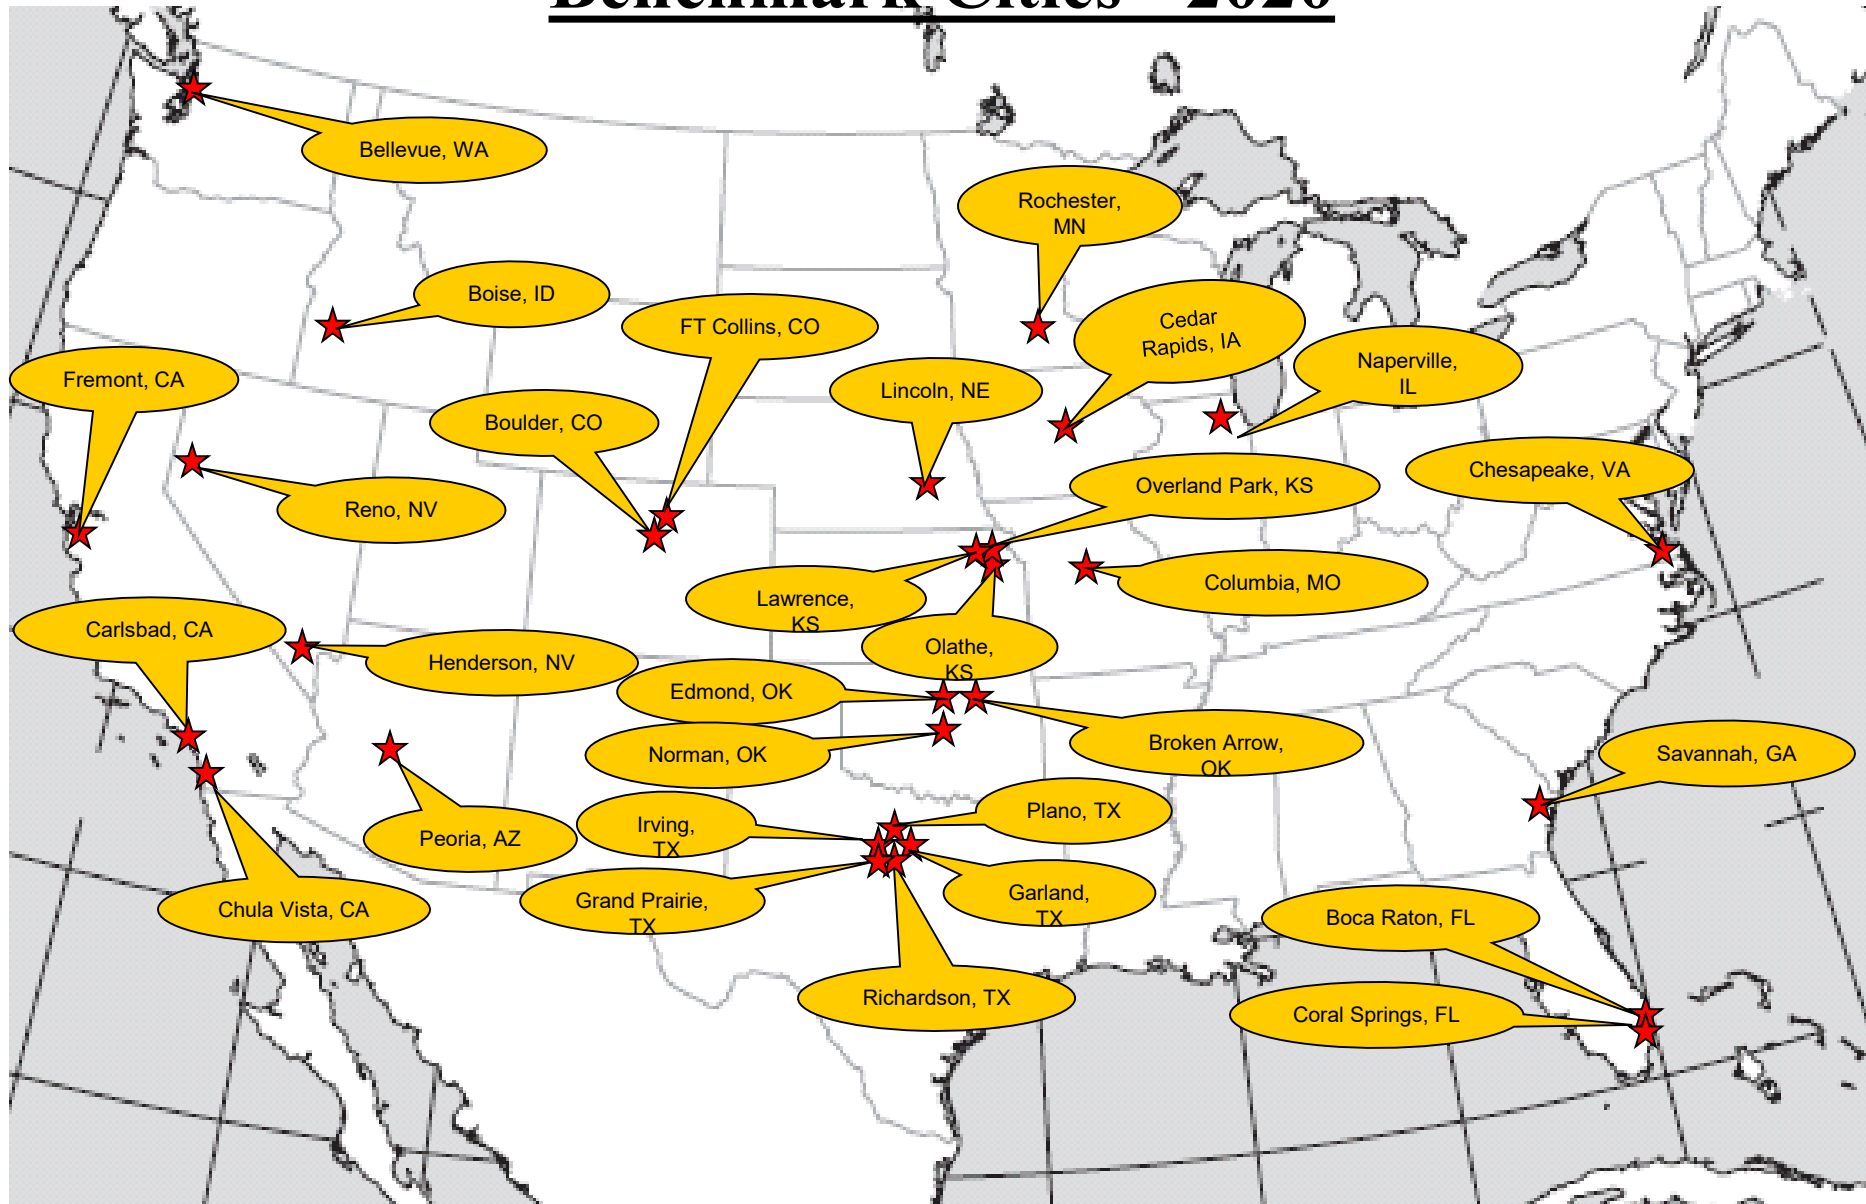 Benchmark Cities - 2020
Bellevue, WA
Rochester,
MN
Boise, ID
FT Collins, CO
Cedar
Rapids, IA
Naperville,
IL
Fremont, CA
Lincoln, NE
Boulder, CO
Chesapeake, VA
Overland Park, KS
Reno, NV
Columbia, MO
Lawrence,
KS
Carlsbad, CA
Olathe,
KS
Henderson, NV
Edmond, OK
Broken Arrow,
OK
Norman, OK
Savannah, GA
Plano, TX
Irving,
TX
Peoria, AZ
Grand Prairie,
TX
Garland,
TX
Chula Vista, CA
Boca Raton, FL
Richardson, TX
Coral Springs, FL